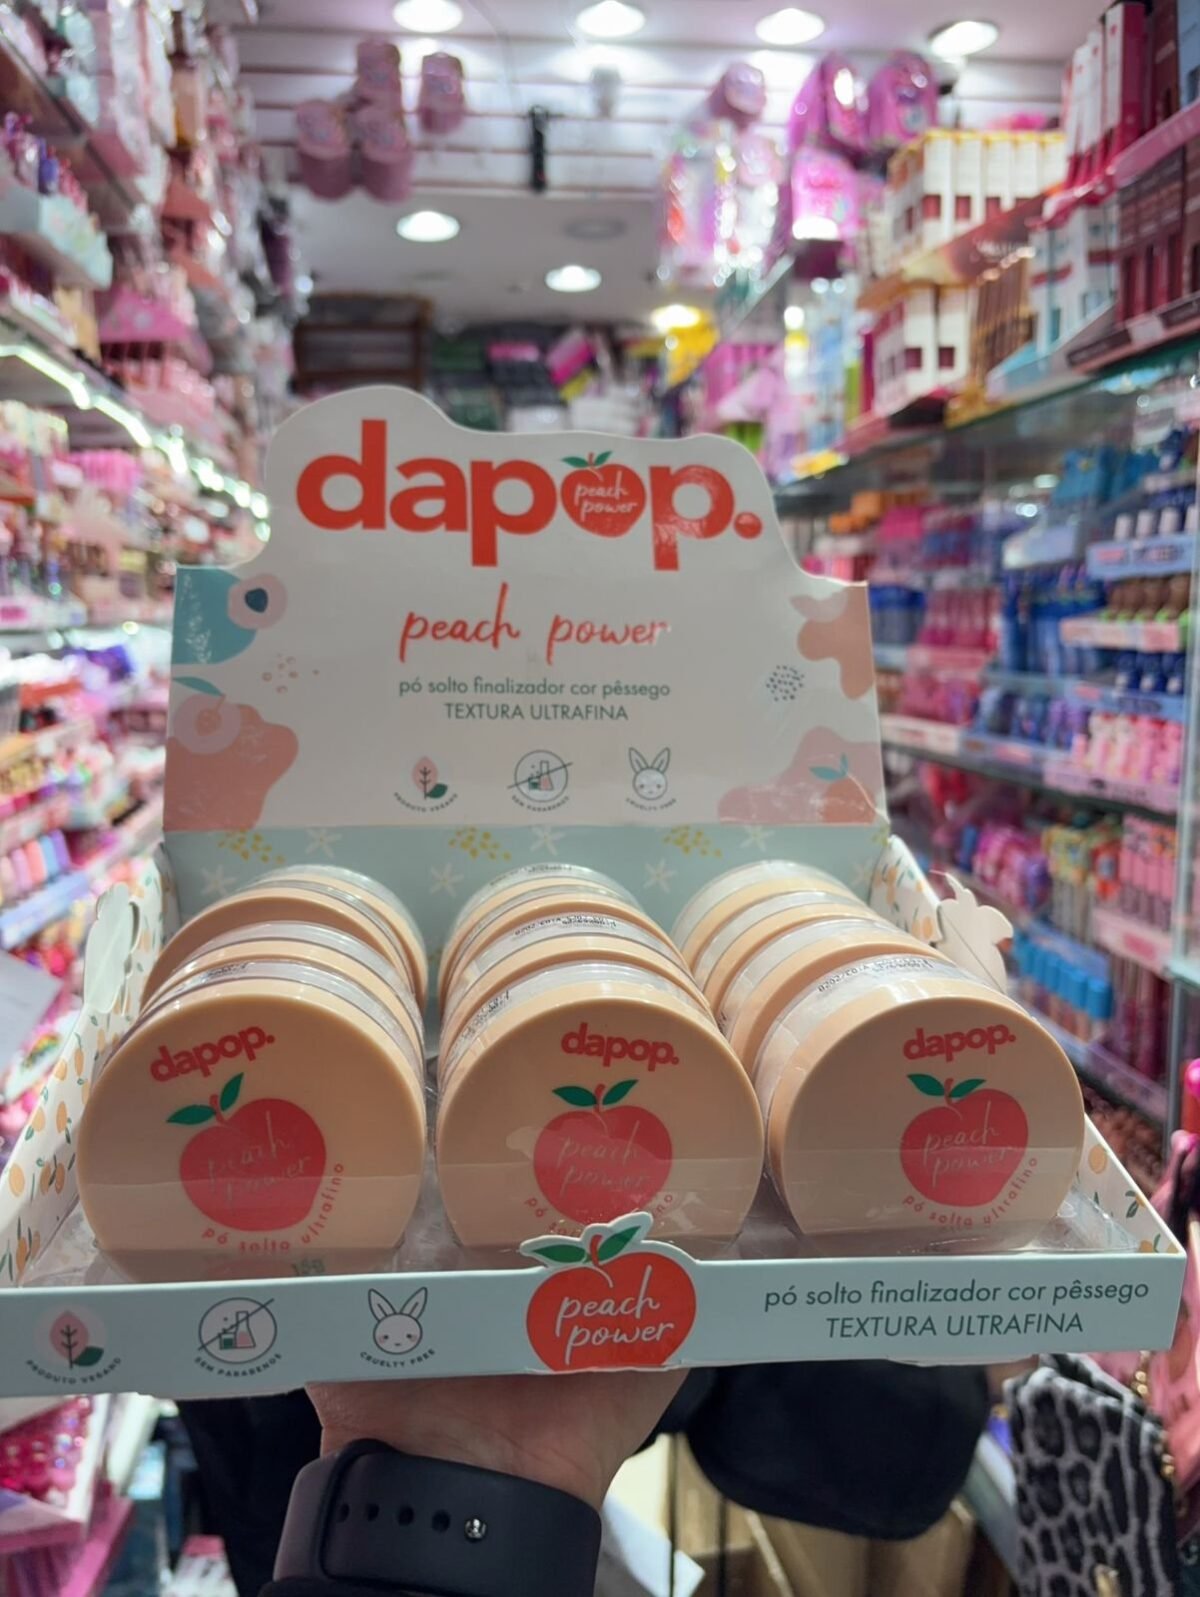 dapop.
peach
power
peach power
pó solto finalizador cor pêssego
TEXTURA ULTRAFINA
PRODUTO VEGANO
SEM PARABENOS
CRUELTY FREE
dapop.
peach
power
pó solto ultrafino
dapop.
peach
power
pó
dapop.
peach
power
pó solto ultrafino
PRODUTO VEGANO
SEM PARABENOS
CRUELTY FREE
peach
power
pó solto finalizador cor pêssego
TEXTURA ULTRAFINA